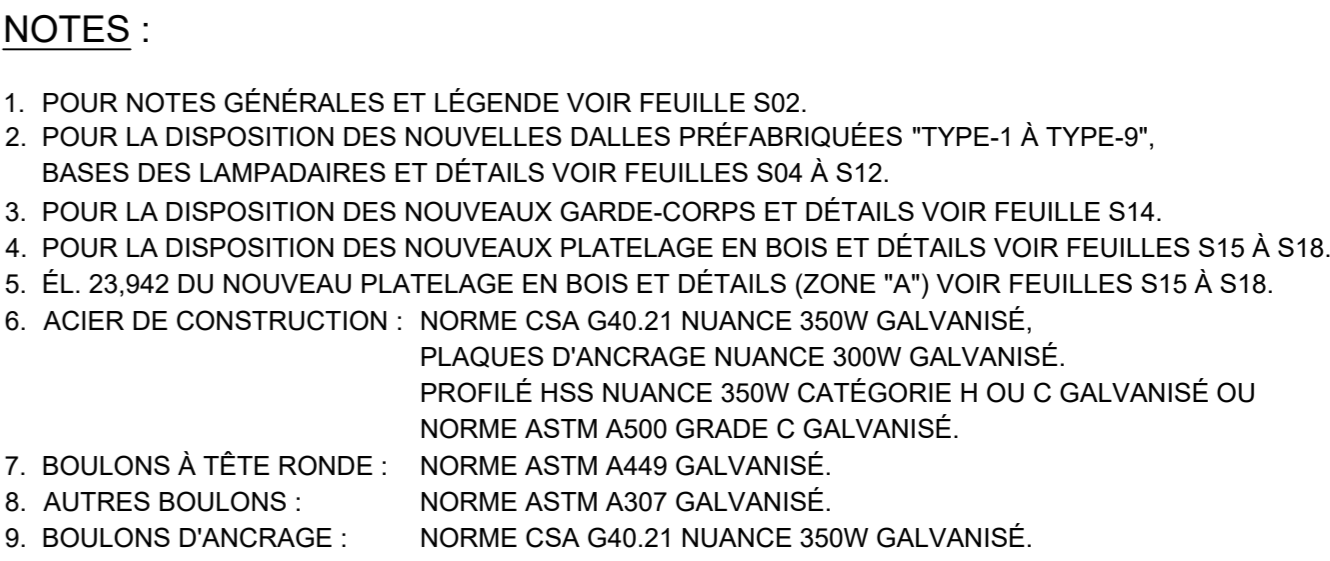 NOTES :
1. POUR NOTES GÉNÉRALES ET LÉGENDE VOIR FEUILLE S02.
2. POUR LA DISPOSITION DES NOUVELLES DALLES PRÉFABRIQUÉES "TYPE-1 À TYPE-9",
BASES DES LAMPADAIRES ET DÉTAILS VOIR FEUILLES S04 À S12.
3. POUR LA DISPOSITION DES NOUVEAUX GARDE-CORPS ET DÉTAILS VOIR FEUILLE S14.
4. POUR LA DISPOSITION DES NOUVEAUX PLATELAGE EN BOIS ET DÉTAILS VOIR FEUILLES S15 À S18.
5. ÉL. 23,942 DU NOUVEAU PLATELAGE EN BOIS ET DÉTAILS (ZONE "A") VOIR FEUILLES S15 À S18.
6. ACIER DE CONSTRUCTION : NORME CSA G40.21 NUANCE 350W GALVANISÉ,
PLAQUES D'ANCRAGE NUANCE 300W GALVANISÉ.
PROFILÉ HSS NUANCE 350W CATÉGORIE H OU C GALVANISÉ OU
NORME ASTM A500 GRADE C GALVANISÉ.
7. BOULONS À TÊTE RONDE : NORME ASTM A449 GALVANISÉ.
8. AUTRES BOULONS : NORME ASTM A307 GALVANISÉ.
9. BOULONS D'ANCRAGE : NORME CSA G40.21 NUANCE 350W GALVANISÉ.